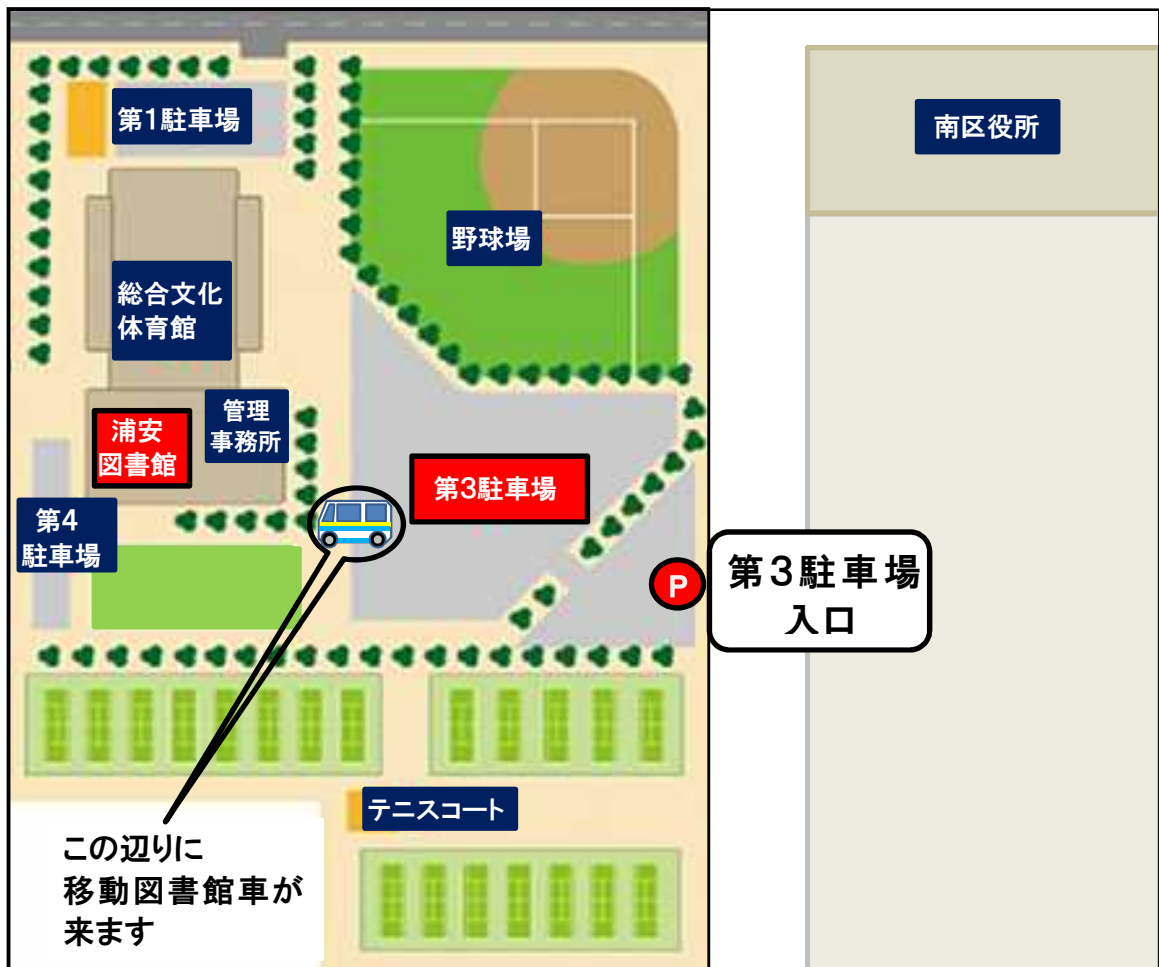 第1駐車場
南区役所
野球場
総合文化
体育館
管理
事務所
浦安
図書館
第3駐車場
第4
駐車場
P
第3駐車場
入口
テニスコート
この辺りに
移動図書館車が
来ます